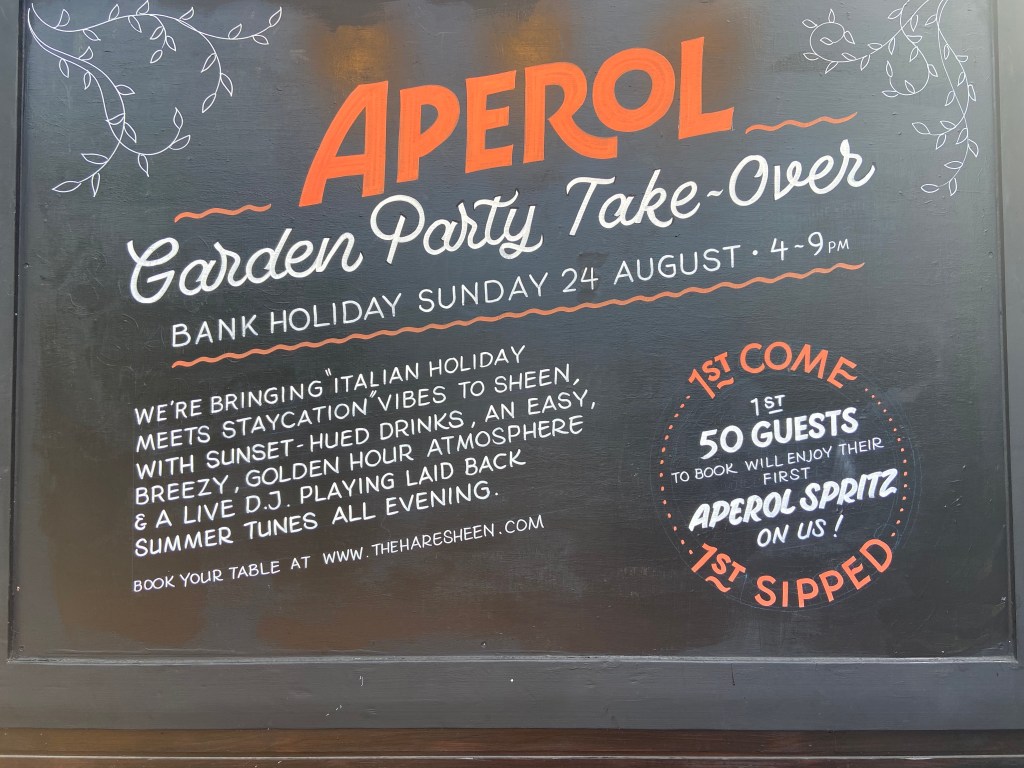 APEROL
Garden Party Take-Over
BANK HOLIDAY SUNDAY 24 AUGUST · 4~9PM
WE'RE BRINGING "ITALIAN HOLIDAY
MEETS STAYCATION" VIBES TO SHEEN,
WITH SUNSET-HUED DRINKS, AN EASY,
BREEZY, GOLDEN HOUR ATMOSPHERE
& A LIVE D.J. PLAYING LAID BACK
SUMMER TUNES ALL EVENING.
BOOK YOUR TABLE AT WWW.THEHARESHEEN.COM
1ST COME
1ST
50 GUESTS
TO BOOK WILL ENJOY THEIR
FIRST
APEROL SPRITZ
ON US!
1ST SIPPED